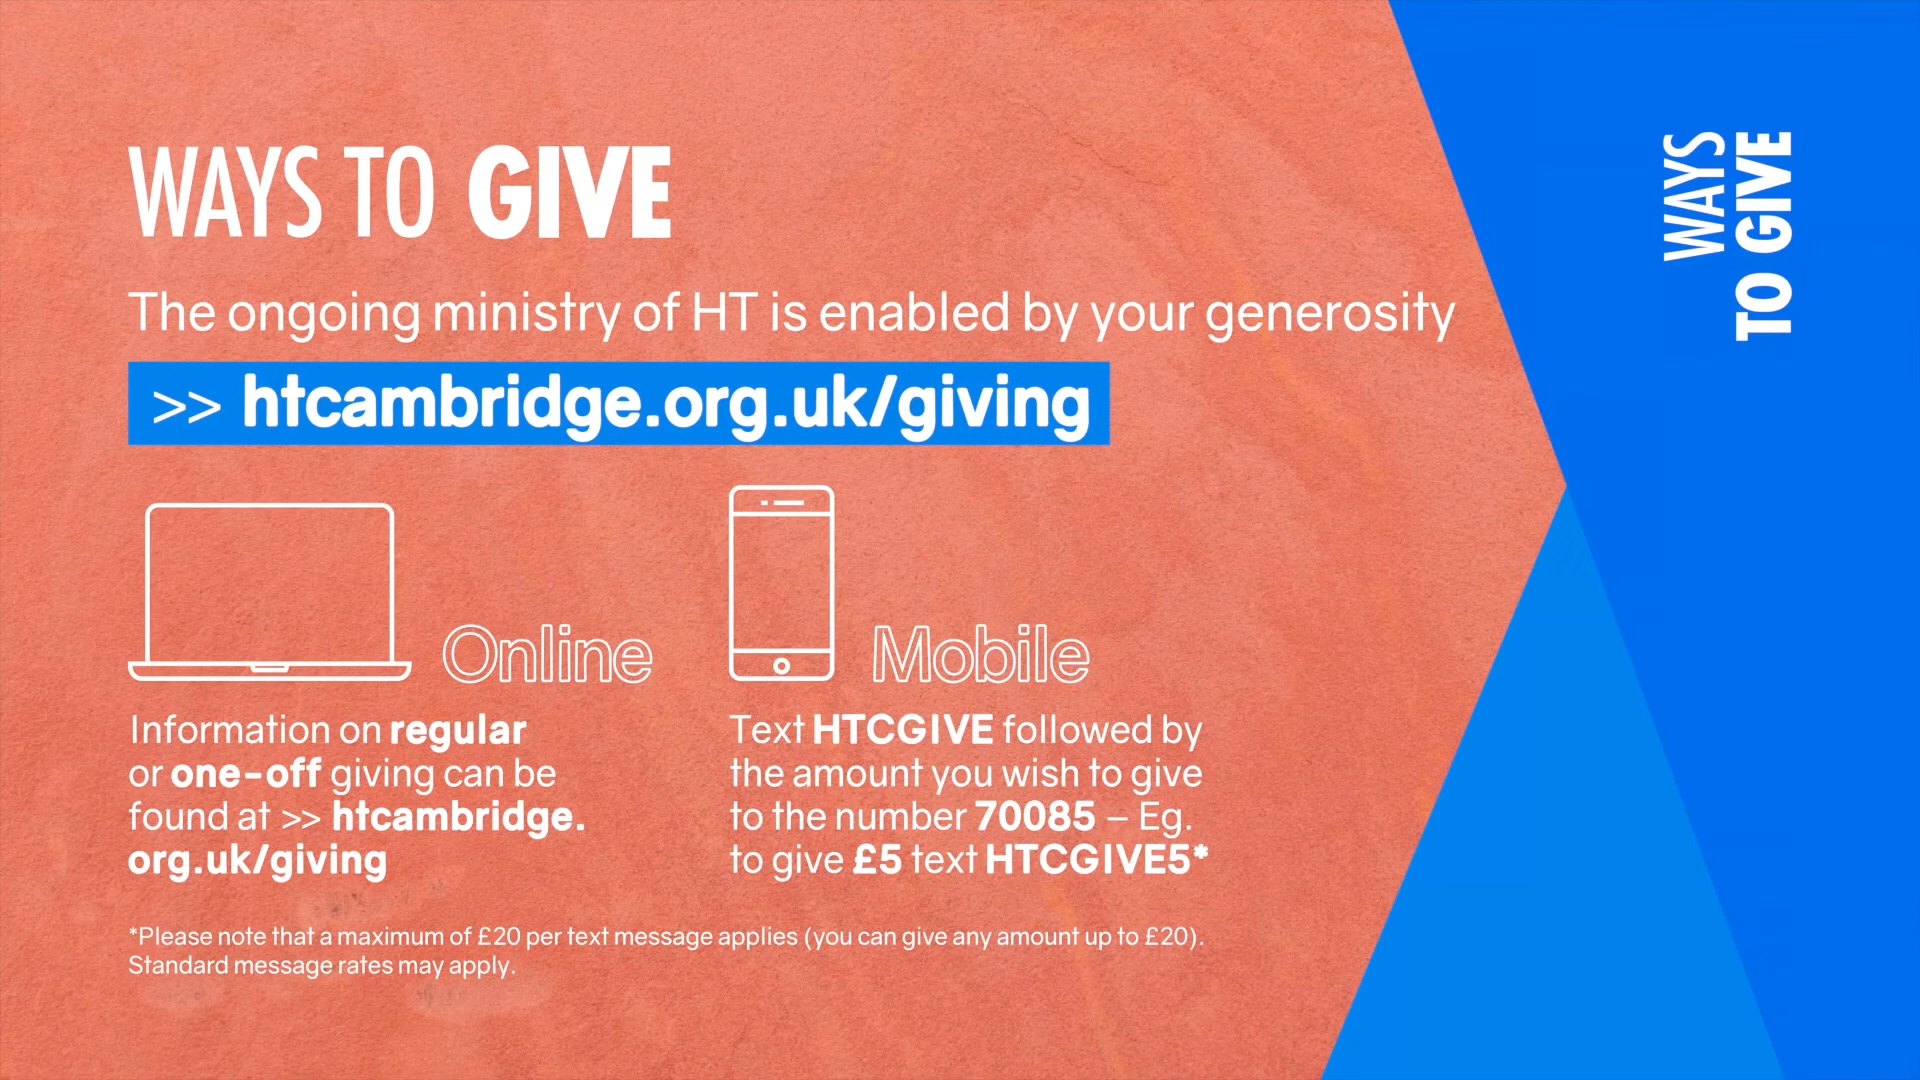 WAYS TO GIVE
The ongoing ministry of HT is enabled by your generosity
>> htcambridge.org.uk/giving
Online
Information on regular
or one-off giving can be
found at >> htcambridge.
org.uk/giving
Mobile
Text HTCGIVE followed by
the amount you wish to give
to the number 70085 – Eg.
to give £5 text HTCGIVE5*
*Please note that a maximum of £20 per text message applies (you can give any amount up to £20).
Standard message rates may apply.
WAYS
TO GIVE